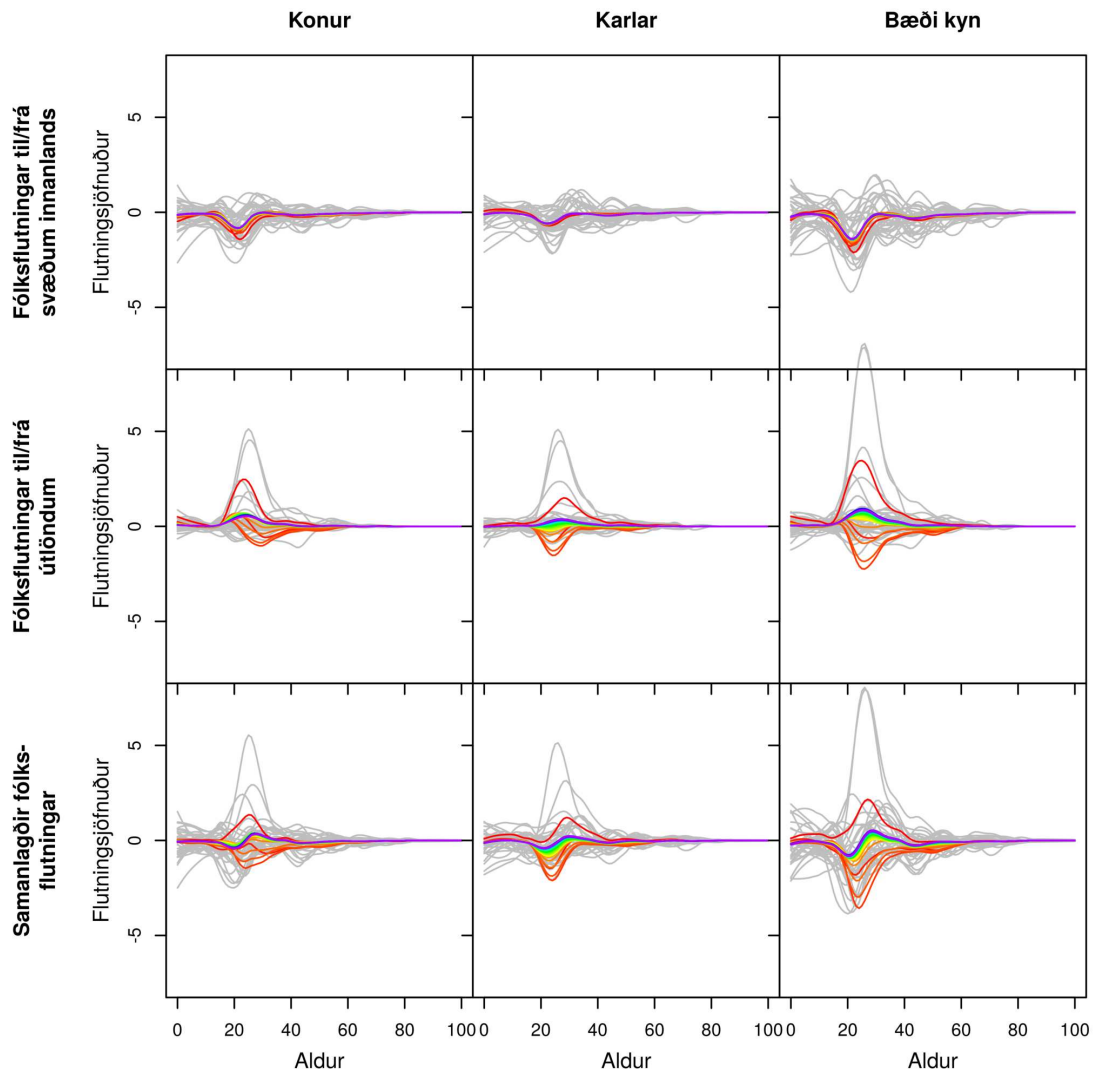 Konur
Karlar
Bæði kyn
Fólksflutningar til/frá
svæðum innanlands
Flutningsjöfnuður
5
0
-5
Fólksflutningar til/frá
útlöndum
Flutningsjöfnuður
5
0
-5
Samanlagðir fólks-
flutningar
Flutningsjöfnuður
5
0
-5
0 20 40 60 80 100
0 20 40 60 80 100
0 20 40 60 80 100
Aldur
Aldur
Aldur